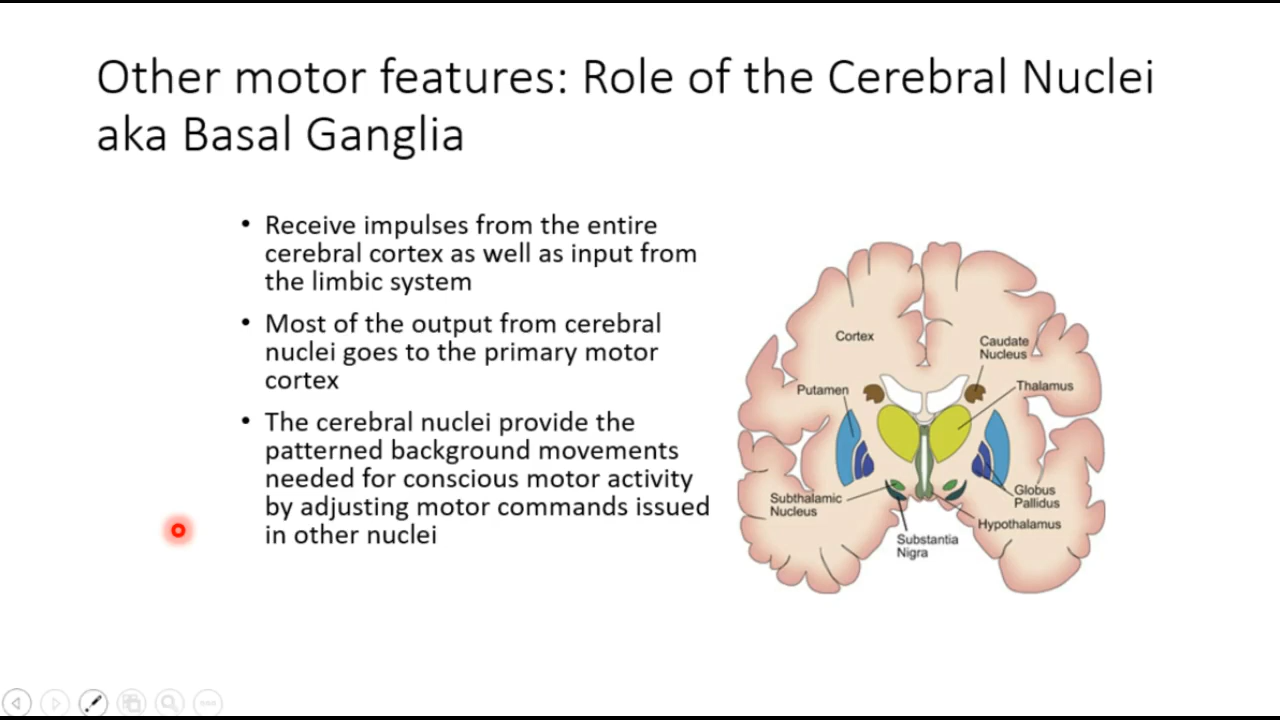 Other motor features: Role of the Cerebral Nuclei
aka Basal Ganglia
• Receive impulses from the entire
cerebral cortex as well as input from
the limbic system
• Most of the output from cerebral
nuclei goes to the primary motor
cortex
• The cerebral nuclei provide the
patterned background movements
needed for conscious motor activity
by adjusting motor commands issued
in other nuclei
Cortex
Caudate
Nucleus
Putamen
Thalamus
Subthalamic
Nucleus
Globus
Pallidus
Hypothalamus
Substantia
Nigra